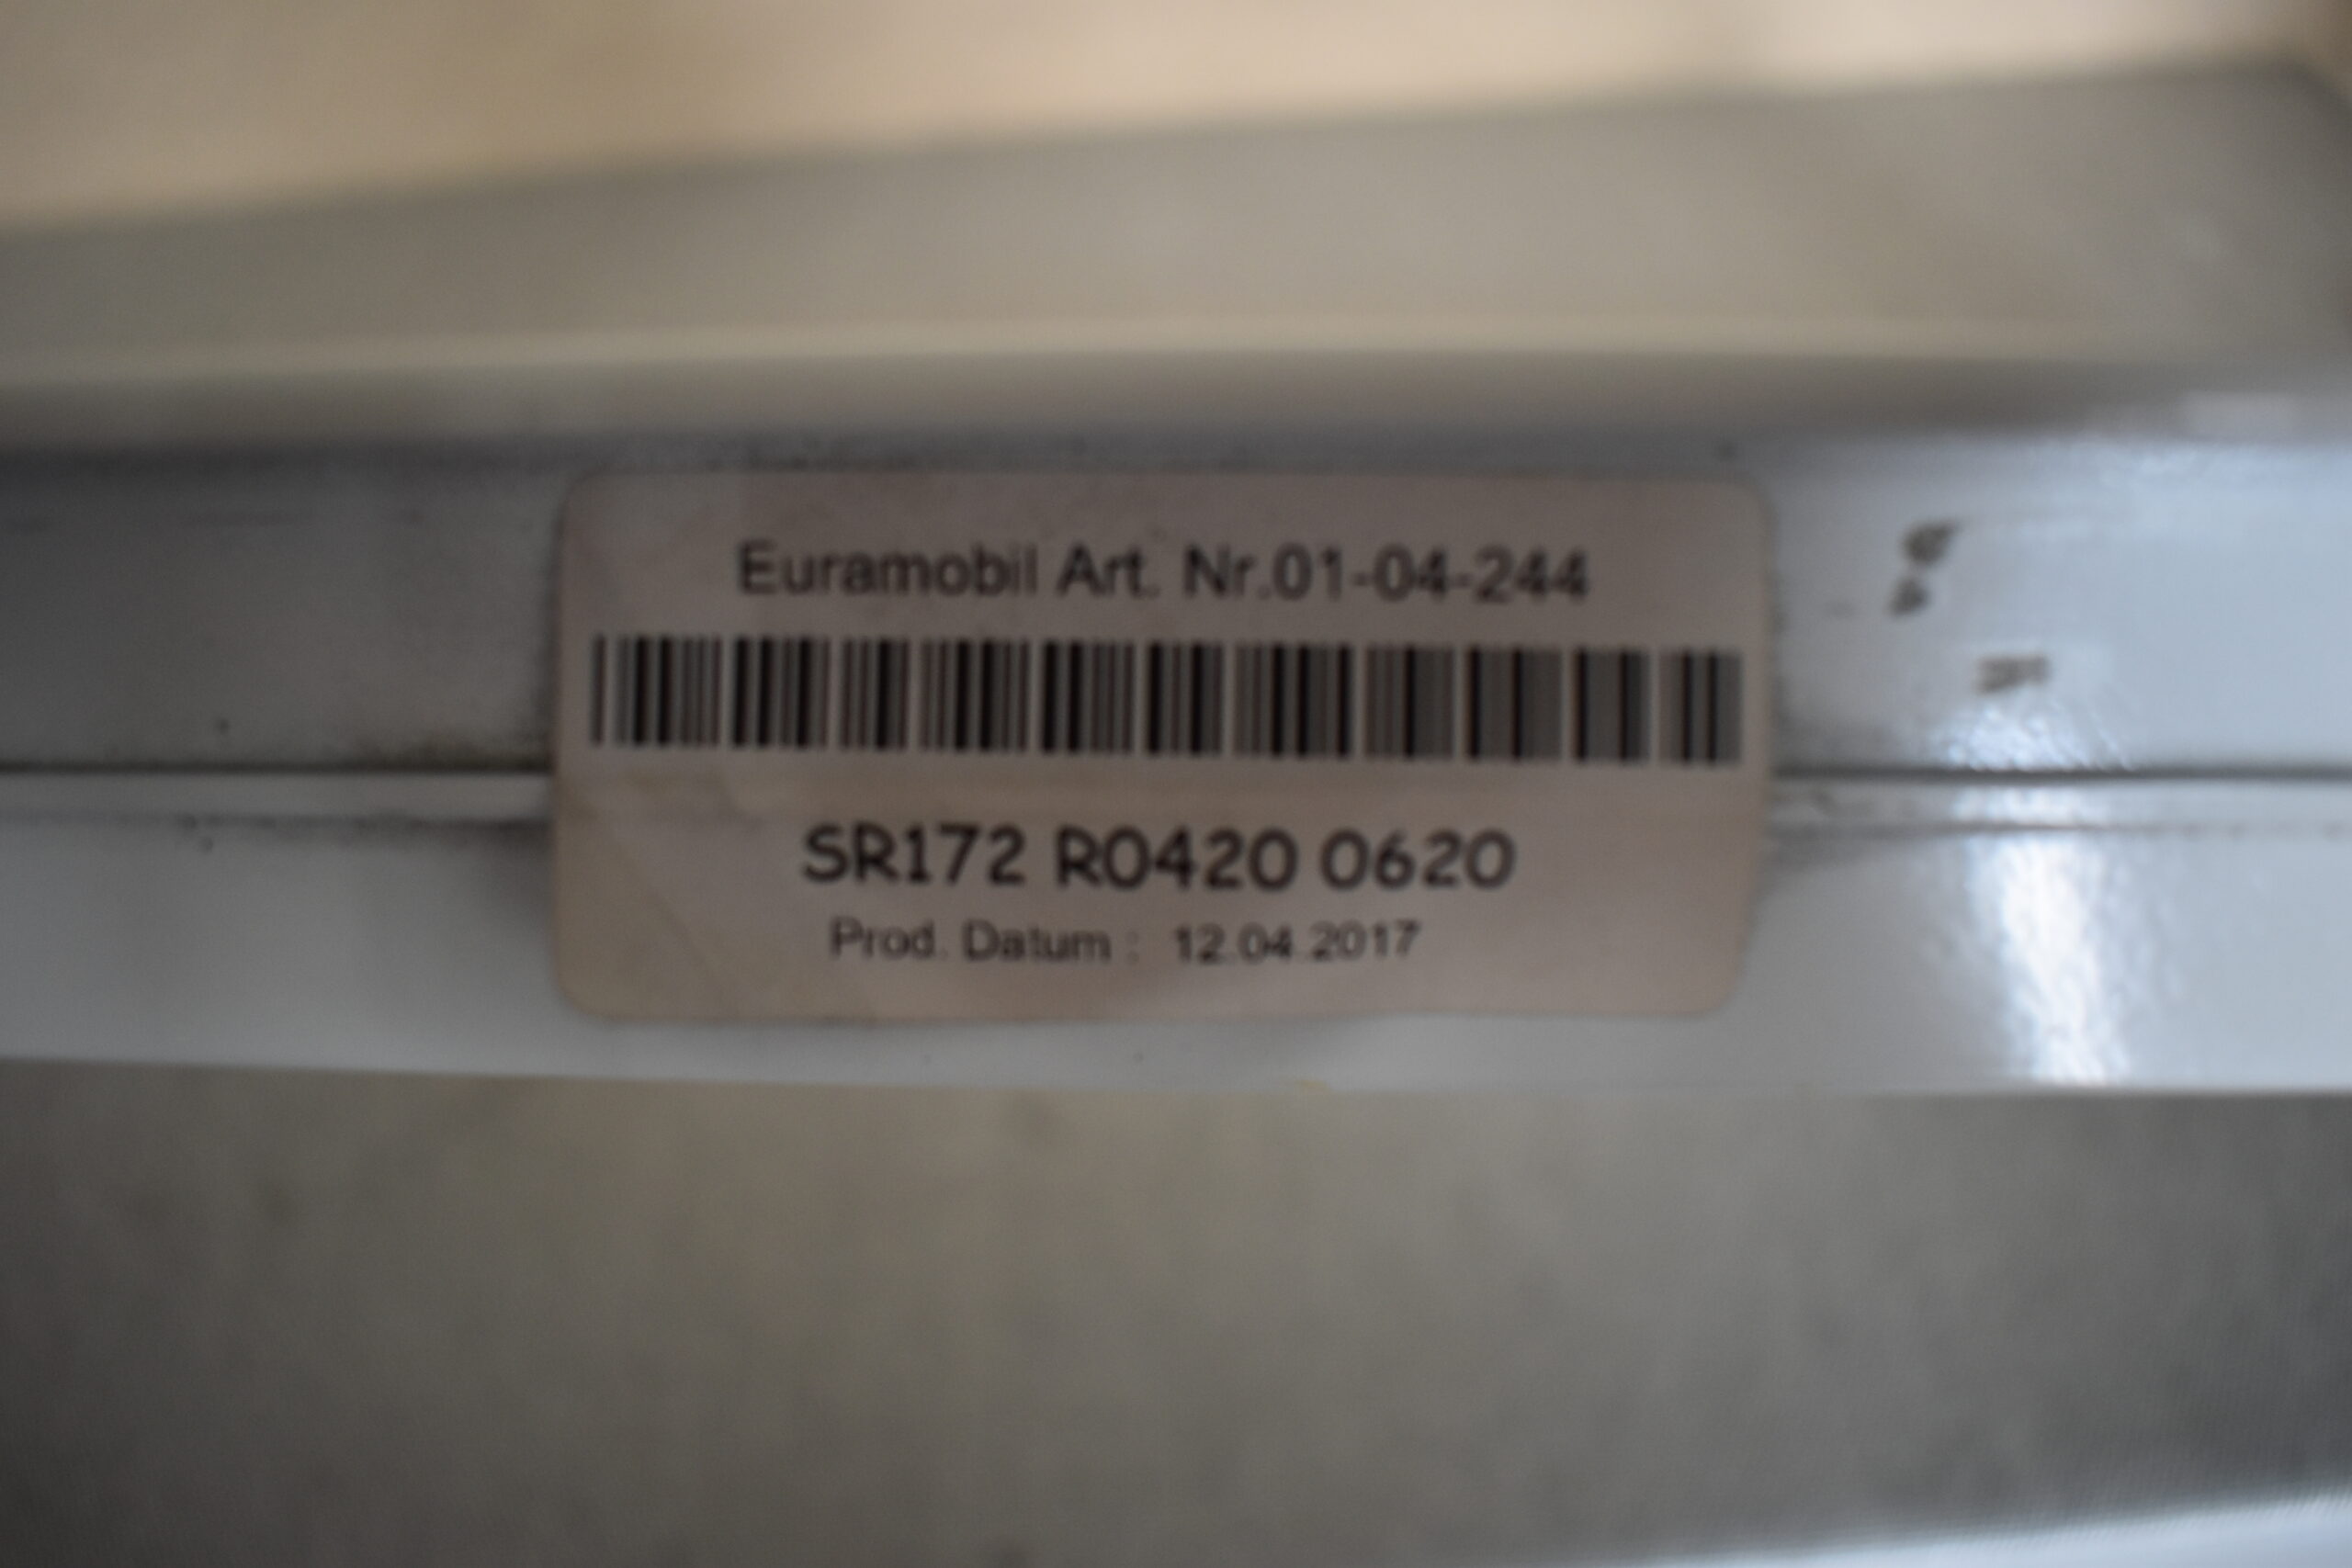 Euramobil Art. Nr.01-04-244
SR172 R0420 0620
Prod. Datum : 12.04.2017